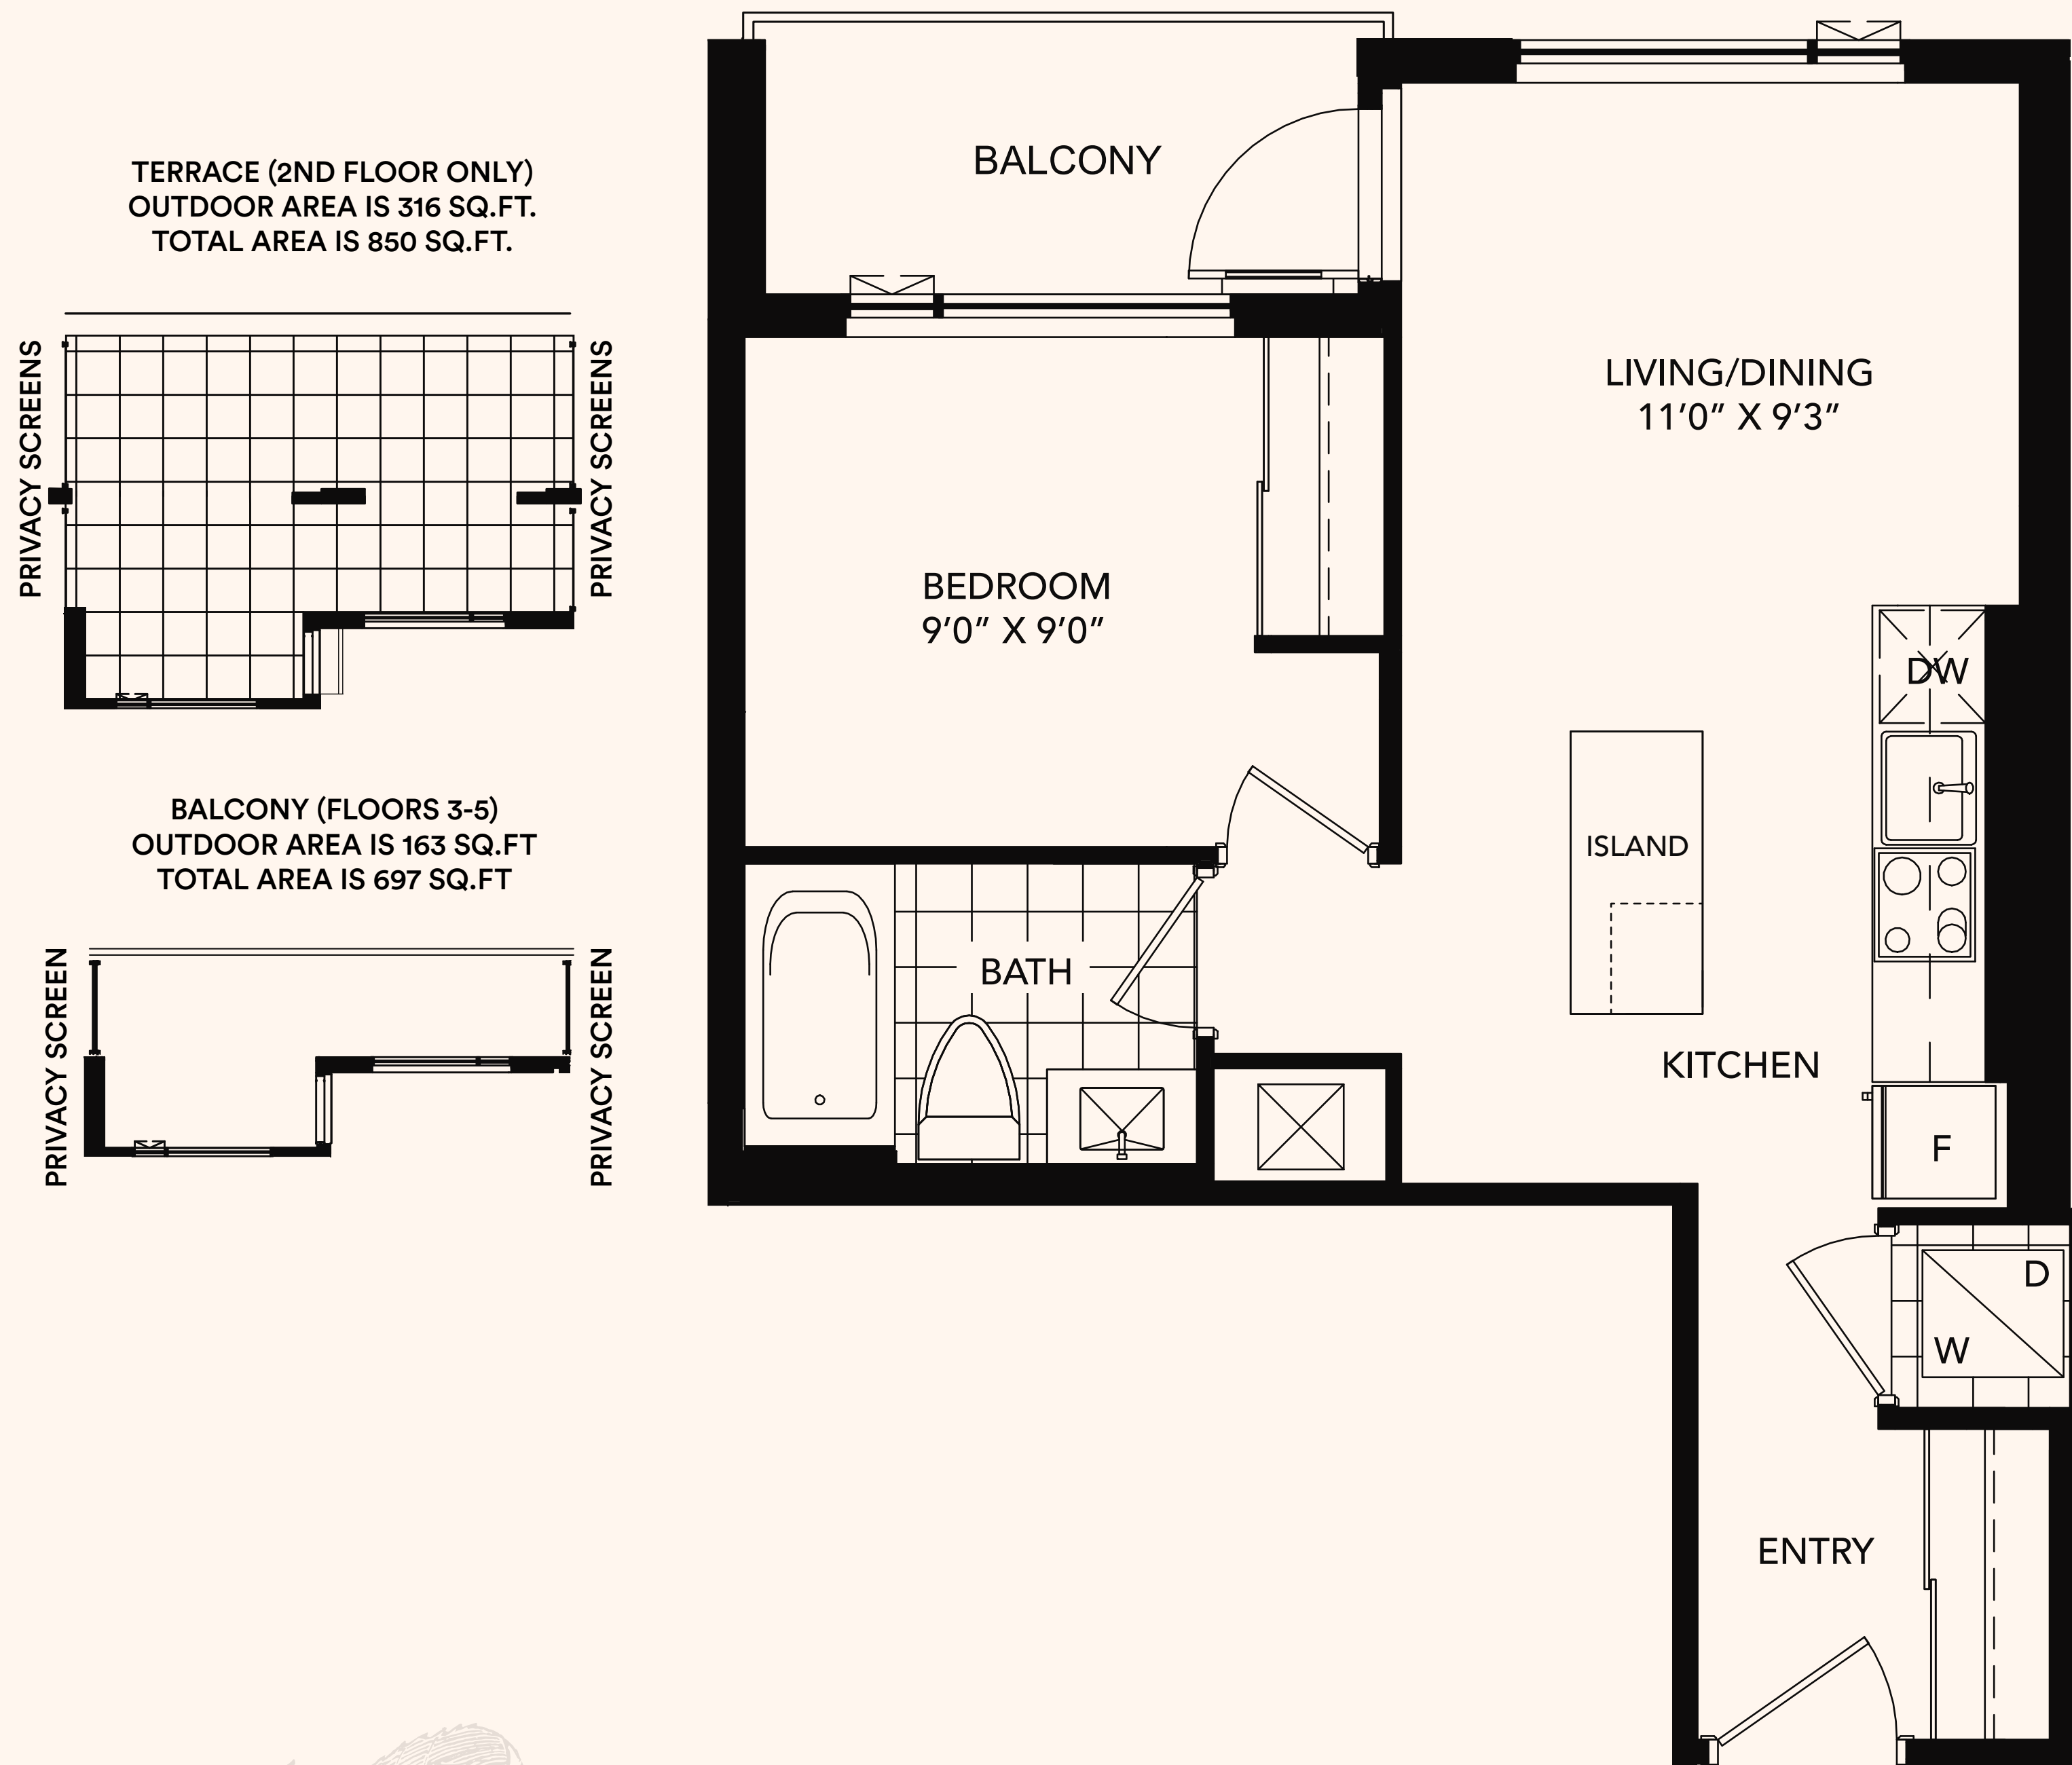 TERRACE (2ND FLOOR ONLY)
OUTDOOR AREA IS 316 SQ.FT.
TOTAL AREA IS 850 SQ.FT.
PRIVACY SCREENS
PRIVACY SCREENS
BALCONY (FLOORS 3-5)
OUTDOOR AREA IS 163 SQ.FT
TOTAL AREA IS 697 SQ.FT
PRIVACY SCREEN
PRIVACY SCREEN
BALCONY
LIVING/DINING
11'0" X 9'3"
BEDROOM
9'0" X 9'0"
DW
ISLAND
BATH
KITCHEN
F
D
W
ENTRY